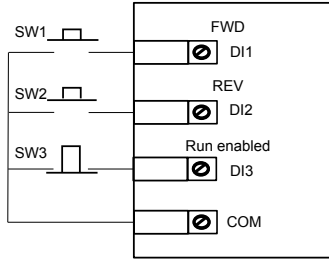 FWD
SW1
DI1
REV
SW2
DI2
Run enabled
SW3
DI3
COM